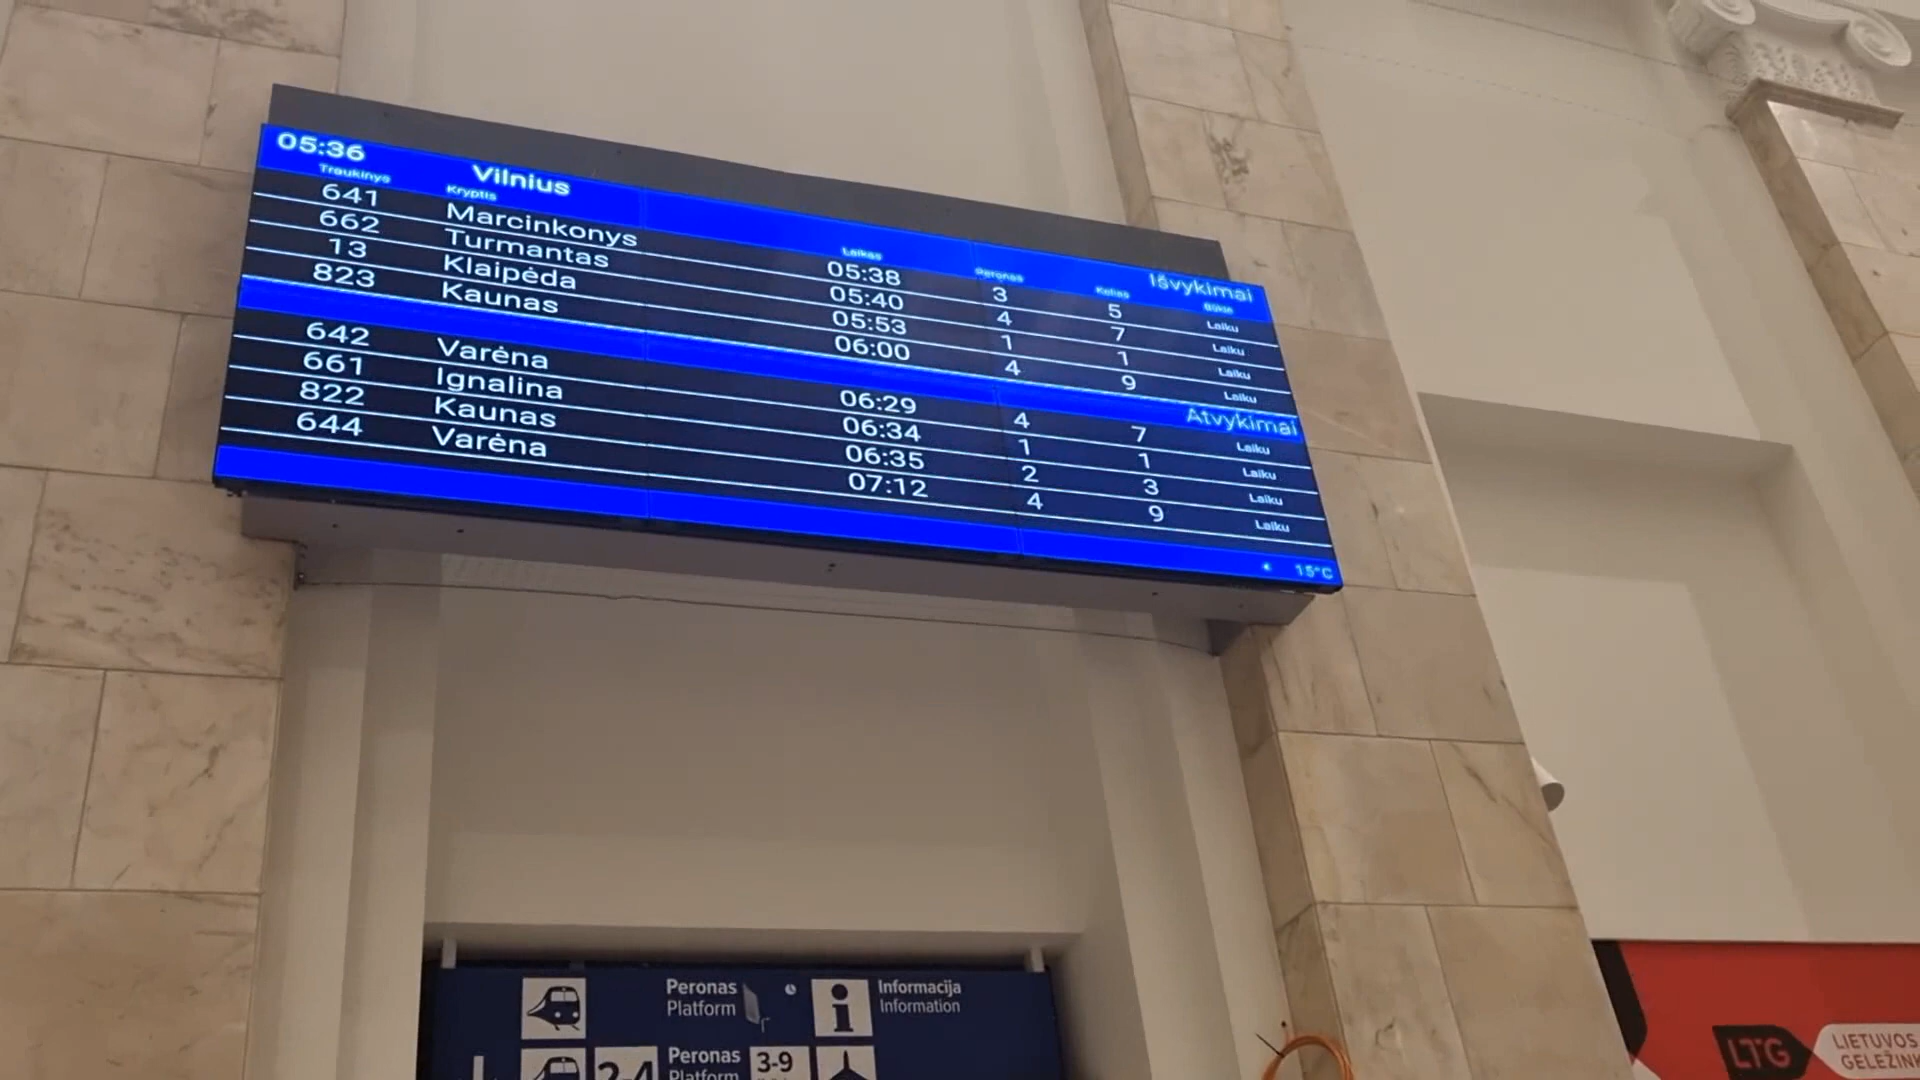 05:36 Vilnius Išvykimai
Traukinys Kryptis Laikas Peronas Kelias Būklė
641 Marcinkonys 05:38 3 5 Laiku
662 Turmantas 05:40 4 7 Laiku
13 Klaipėda 05:53 1 1 Laiku
823 Kaunas 06:00 4 9 Laiku
Atvykimai
642 Varėna 06:29 4 7 Laiku
661 Ignalina 06:34 1 1 Laiku
822 Kaunas 06:35 2 3 Laiku
644 Varėna 07:12 4 9 Laiku
15°C
Peronas
Platform
Informacija
Information
2-4
Peronas
Platform
3-9
LTG
LIETUVOS